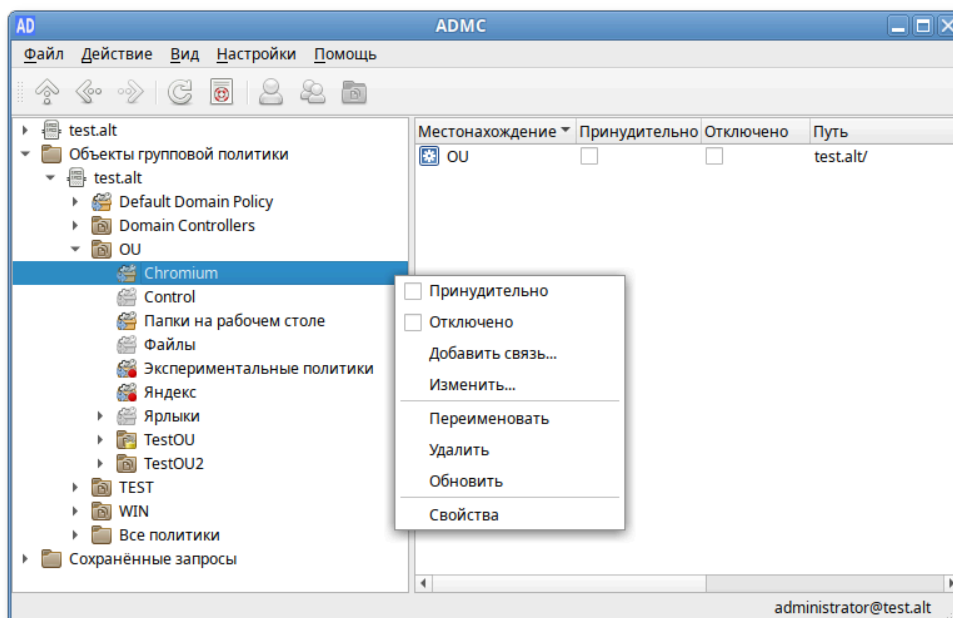 AD ADMC
Файл Действие Вид Настройки Помощь
test.alt
Объекты групповой политики
test.alt
Default Domain Policy
Domain Controllers
OU
Chromium
Control
Папки на рабочем столе
Файлы
Экспериментальные политики
Яндекс
Ярлыки
TestOU
TestOU2
TEST
WIN
Все политики
Сохранённые запросы
Местонахождение Принудительно Отключено Путь
OU test.alt/
Принудительно
Отключено
Добавить связь...
Изменить...
Переименовать
Удалить
Обновить
Свойства
administrator@test.alt